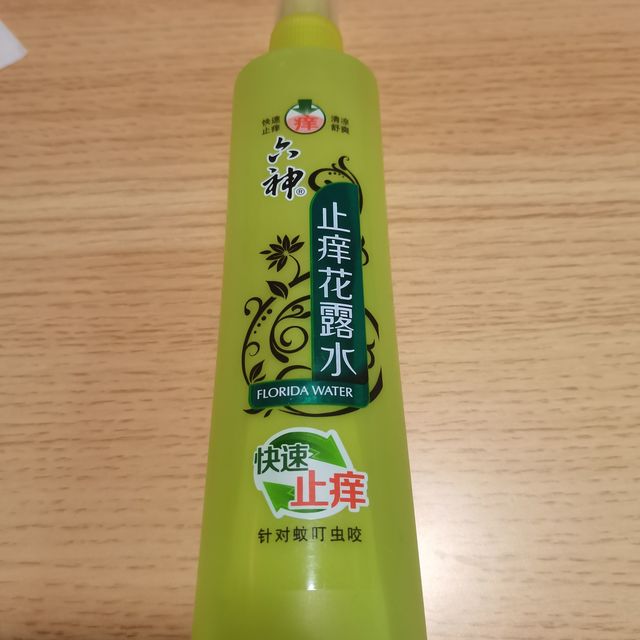 快速 清凉
止痒 舒爽
痒
六神®
止痒花露水
FLORIDA WATER
快速
止痒
针对蚊叮虫咬